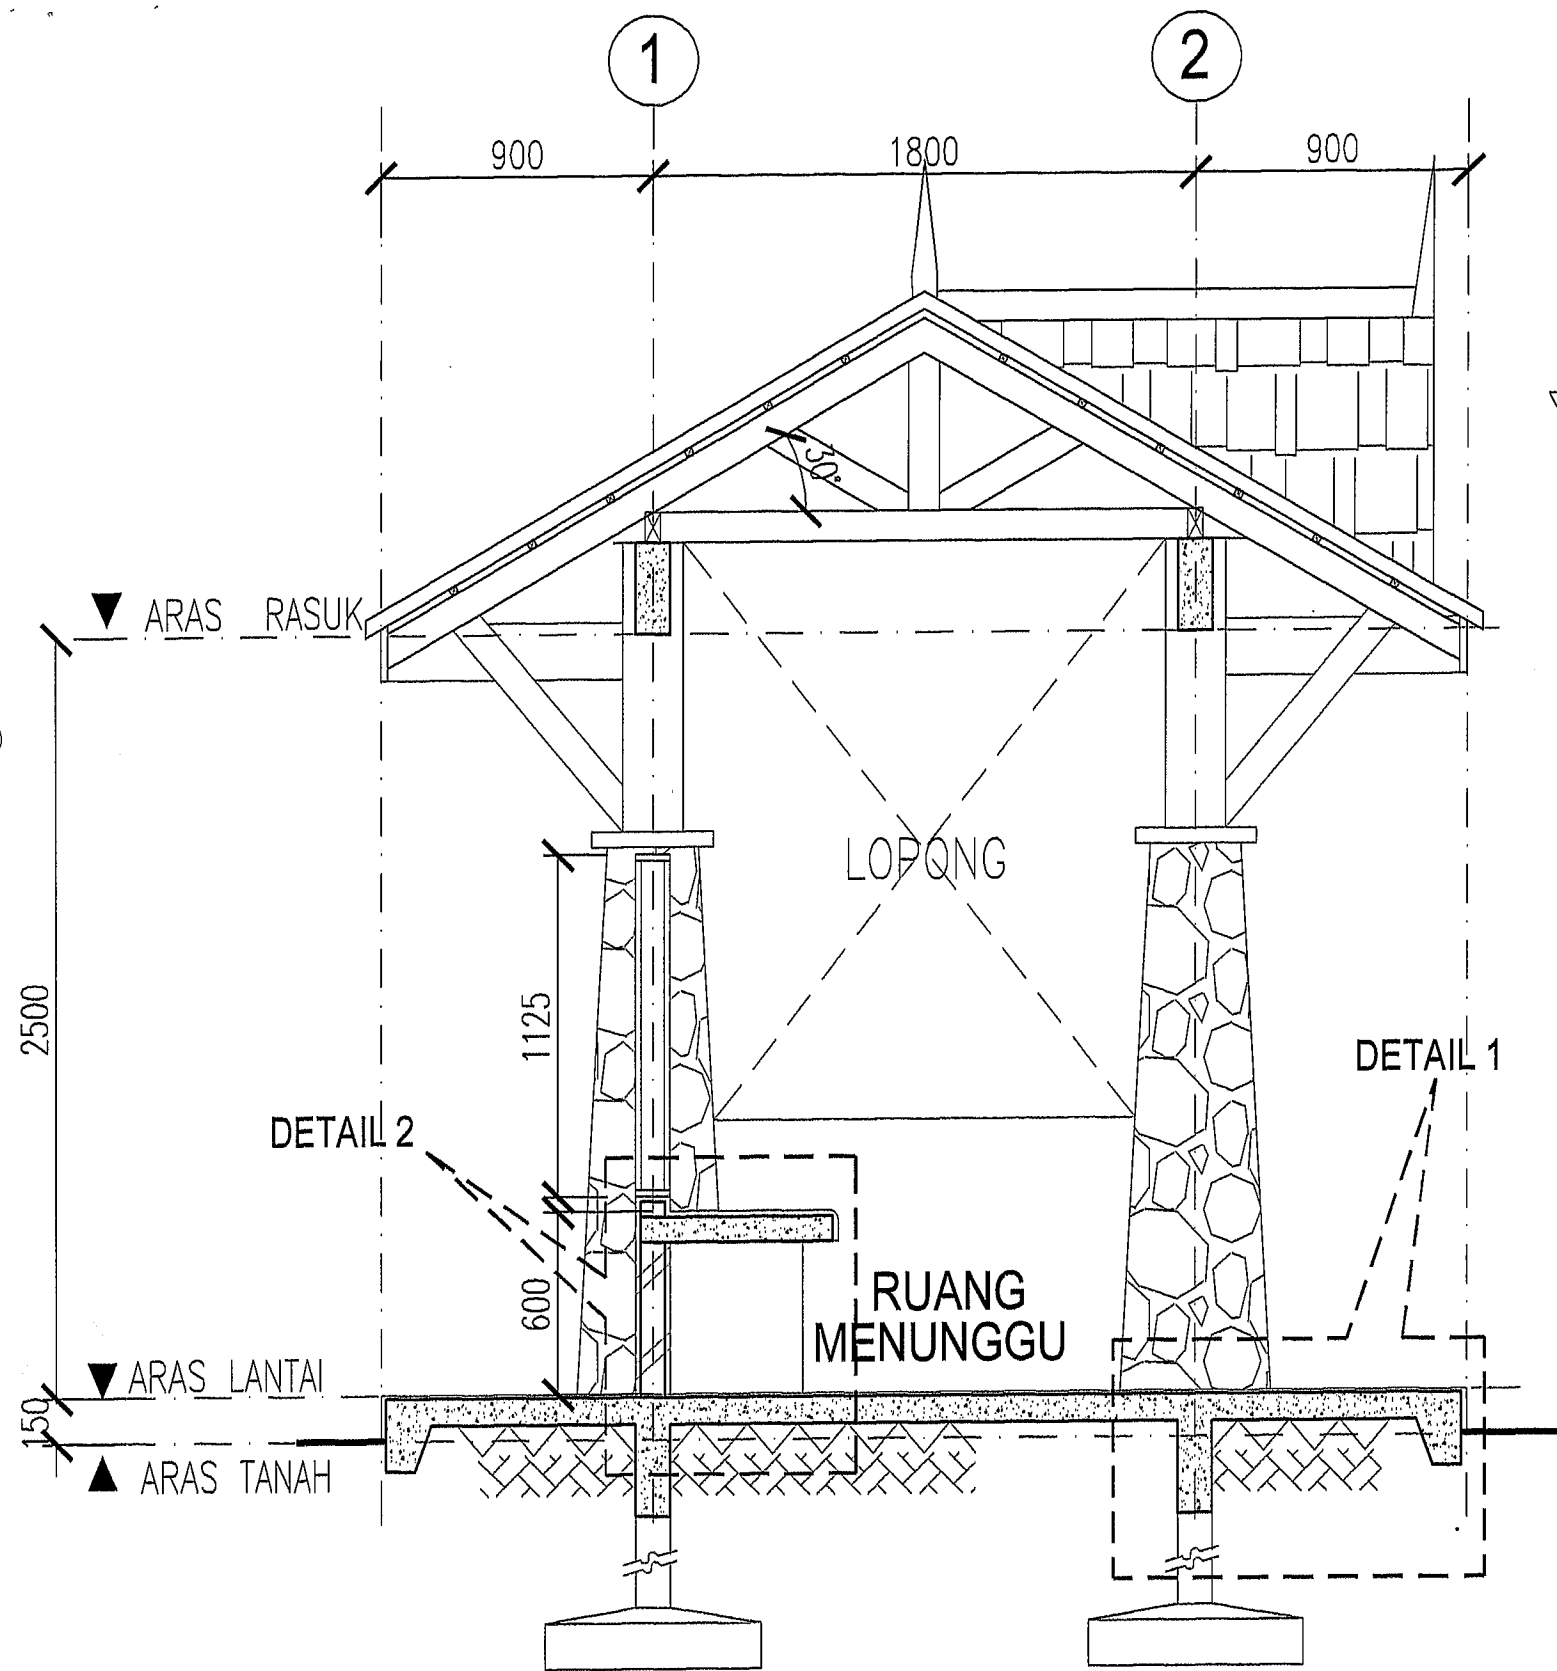 1
2
900
1800
900
30°
ARAS RASUK
LOPONG
2500
1125
DETAIL 1
DETAIL 2
600
RUANG
MENUNGGU
ARAS LANTAI
150
ARAS TANAH